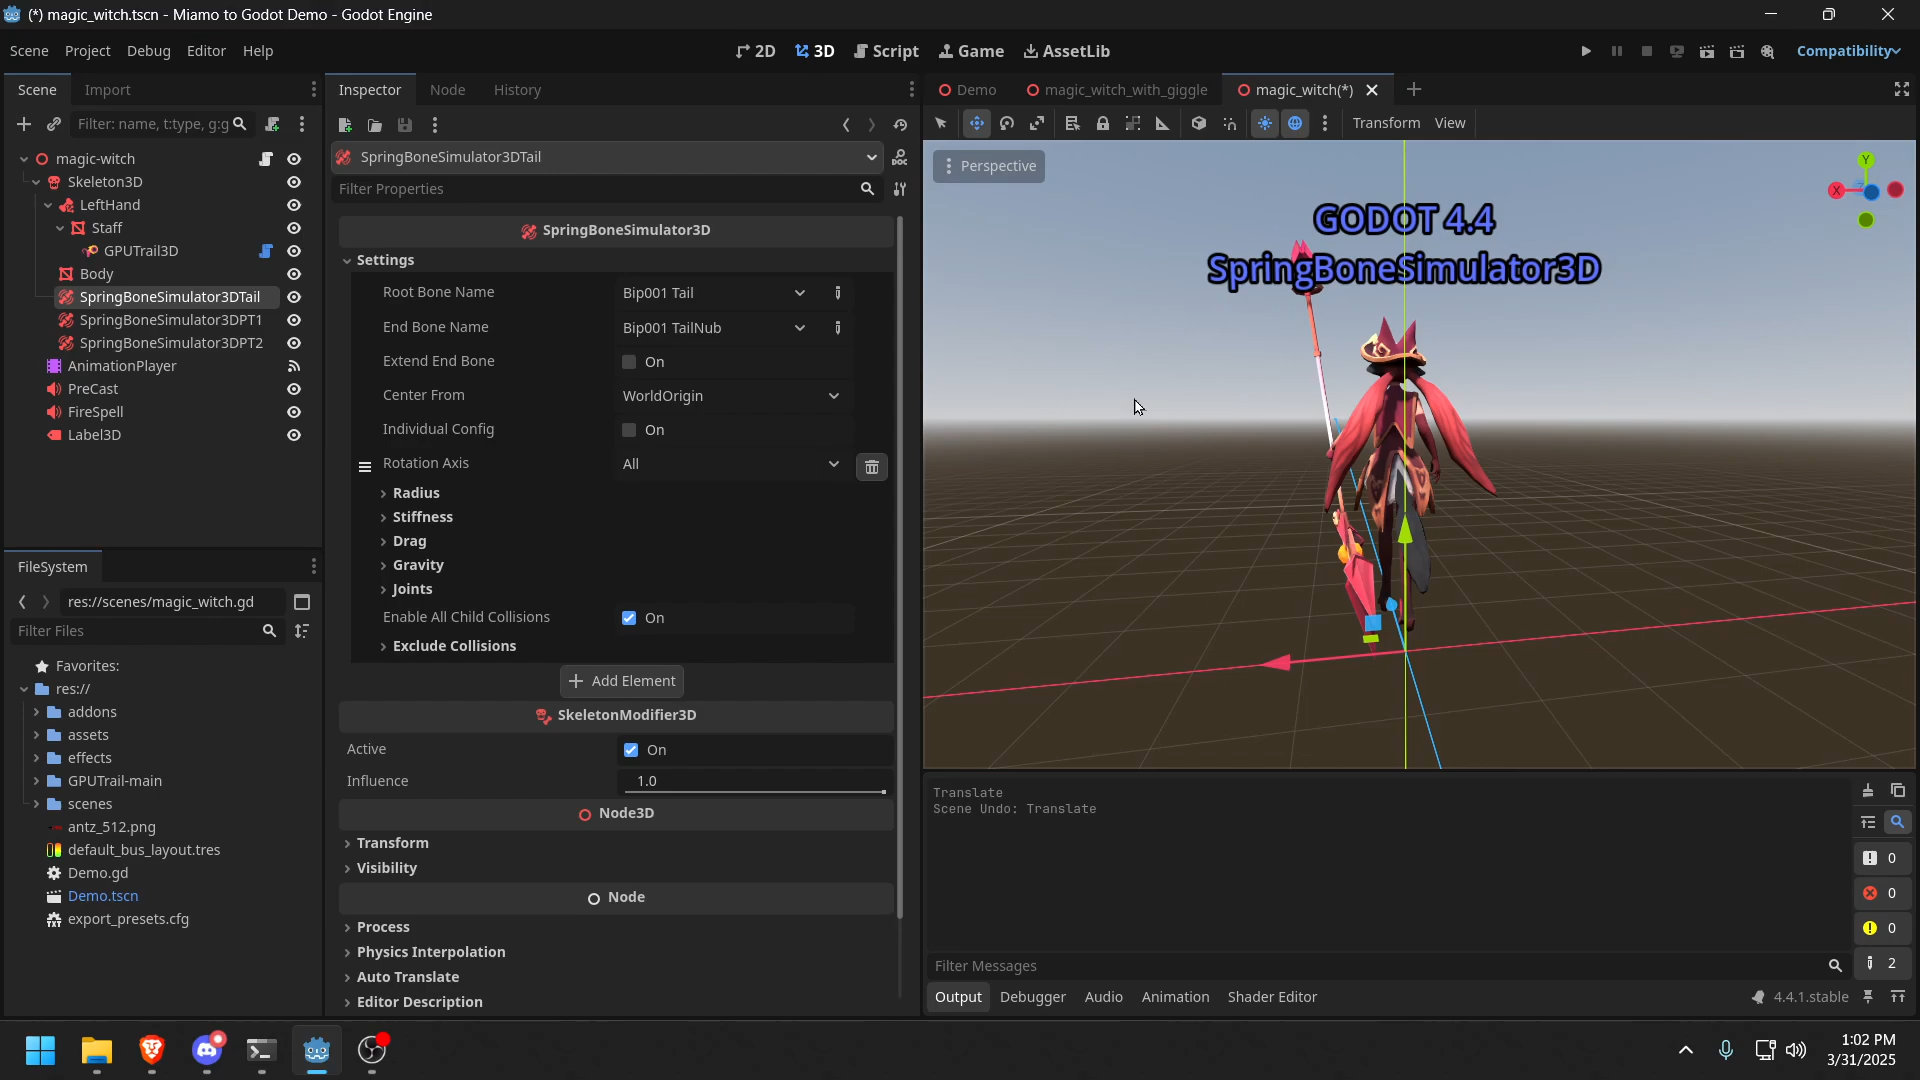 (*) magic_witch.tscn - Miamo to Godot Demo - Godot Engine
Scene Project Debug Editor Help
2D 3D Script Game AssetLib
Compatibility
Scene Import
Filter: name, t:type, g:g
magic-witch
Skeleton3D
LeftHand
Staff
GPUTrail3D
Body
SpringBoneSimulator3DTail
SpringBoneSimulator3DPT1
SpringBoneSimulator3DPT2
AnimationPlayer
PreCast
FireSpell
Label3D
FileSystem
res://scenes/magic_witch.gd
Filter Files
Favorites:
res://
addons
assets
effects
GPUTrail-main
scenes
antz_512.png
default_bus_layout.tres
Demo.gd
Demo.tscn
export_presets.cfg
Inspector Node History
SpringBoneSimulator3DTail
DOC
Filter Properties
SpringBoneSimulator3D
Settings
Root Bone Name Bip001 Tail
End Bone Name Bip001 TailNub
Extend End Bone On
Center From WorldOrigin
Individual Config On
Rotation Axis All
Radius
Stiffness
Drag
Gravity
Joints
Enable All Child Collisions On
Exclude Collisions
Add Element
SkeletonModifier3D
Active On
Influence 1.0
Node3D
Transform
Visibility
Node
Process
Physics Interpolation
Auto Translate
Editor Description
Demo magic_witch_with_giggle magic_witch(*)
Transform View
Perspective
Y
X
GODOT 4.4
SpringBoneSimulator3D
Translate
Scene Undo: Translate
0
0
0
2
Filter Messages
Output Debugger Audio Animation Shader Editor
4.4.1.stable
1:02 PM
3/31/2025